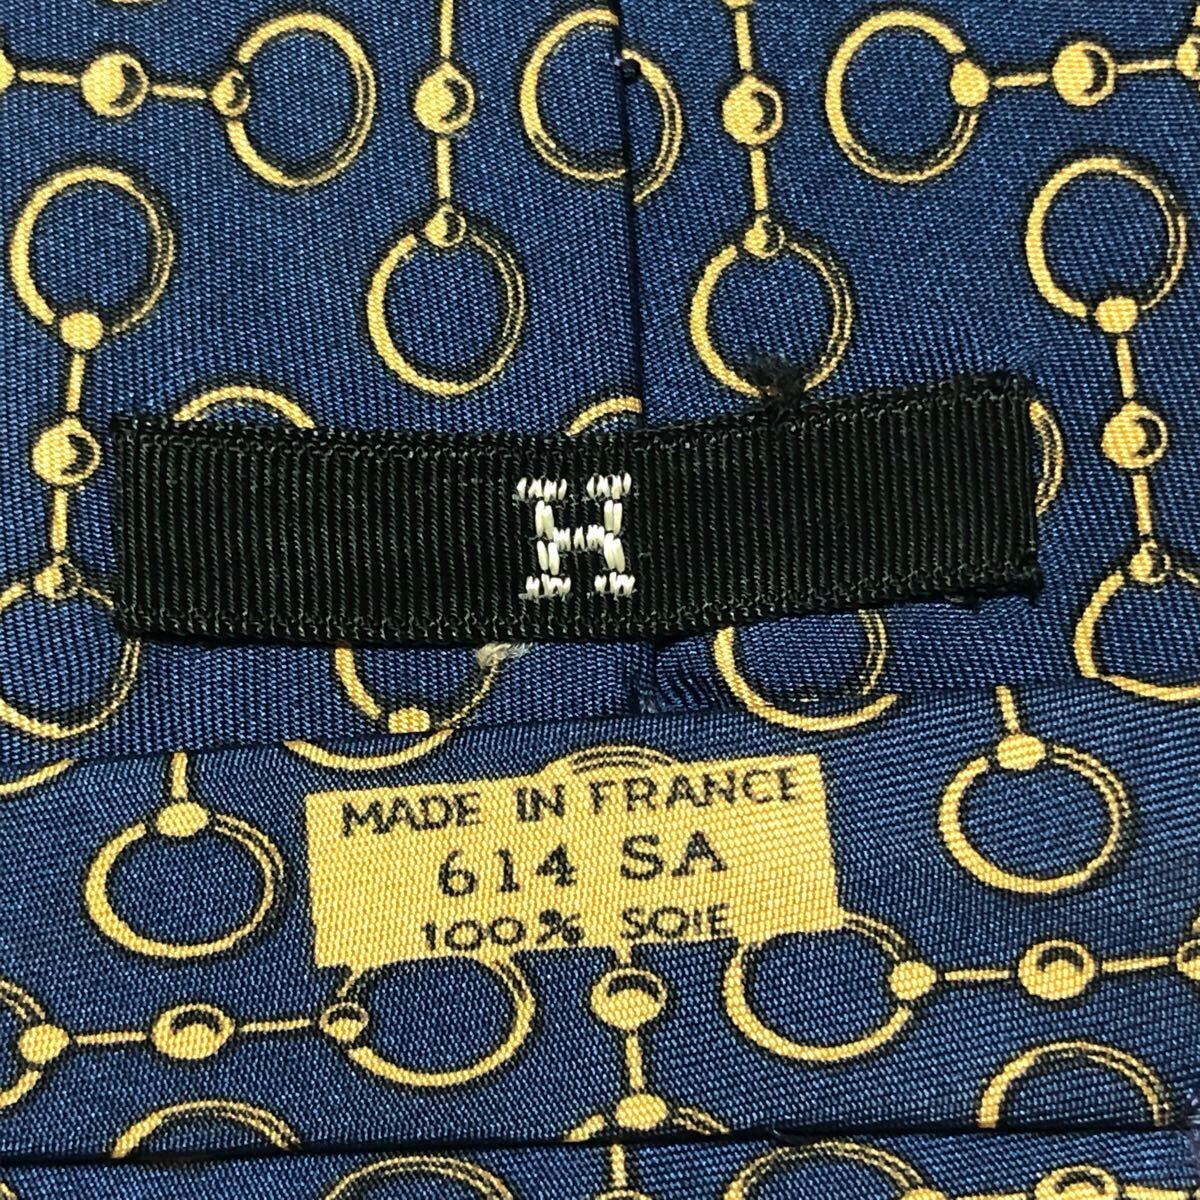 H
MADE IN FRANCE
614 SA
100% SOIE